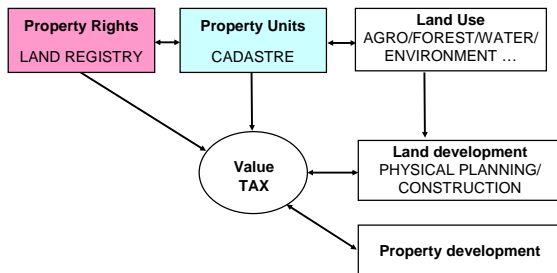 Property Rights
LAND REGISTRY
Property Units
CADASTRE
Land Use
AGRO/FOREST/WATER/
ENVIRONMENT ...
Value
TAX
Land development
PHYSICAL PLANNING/
CONSTRUCTION
Property development